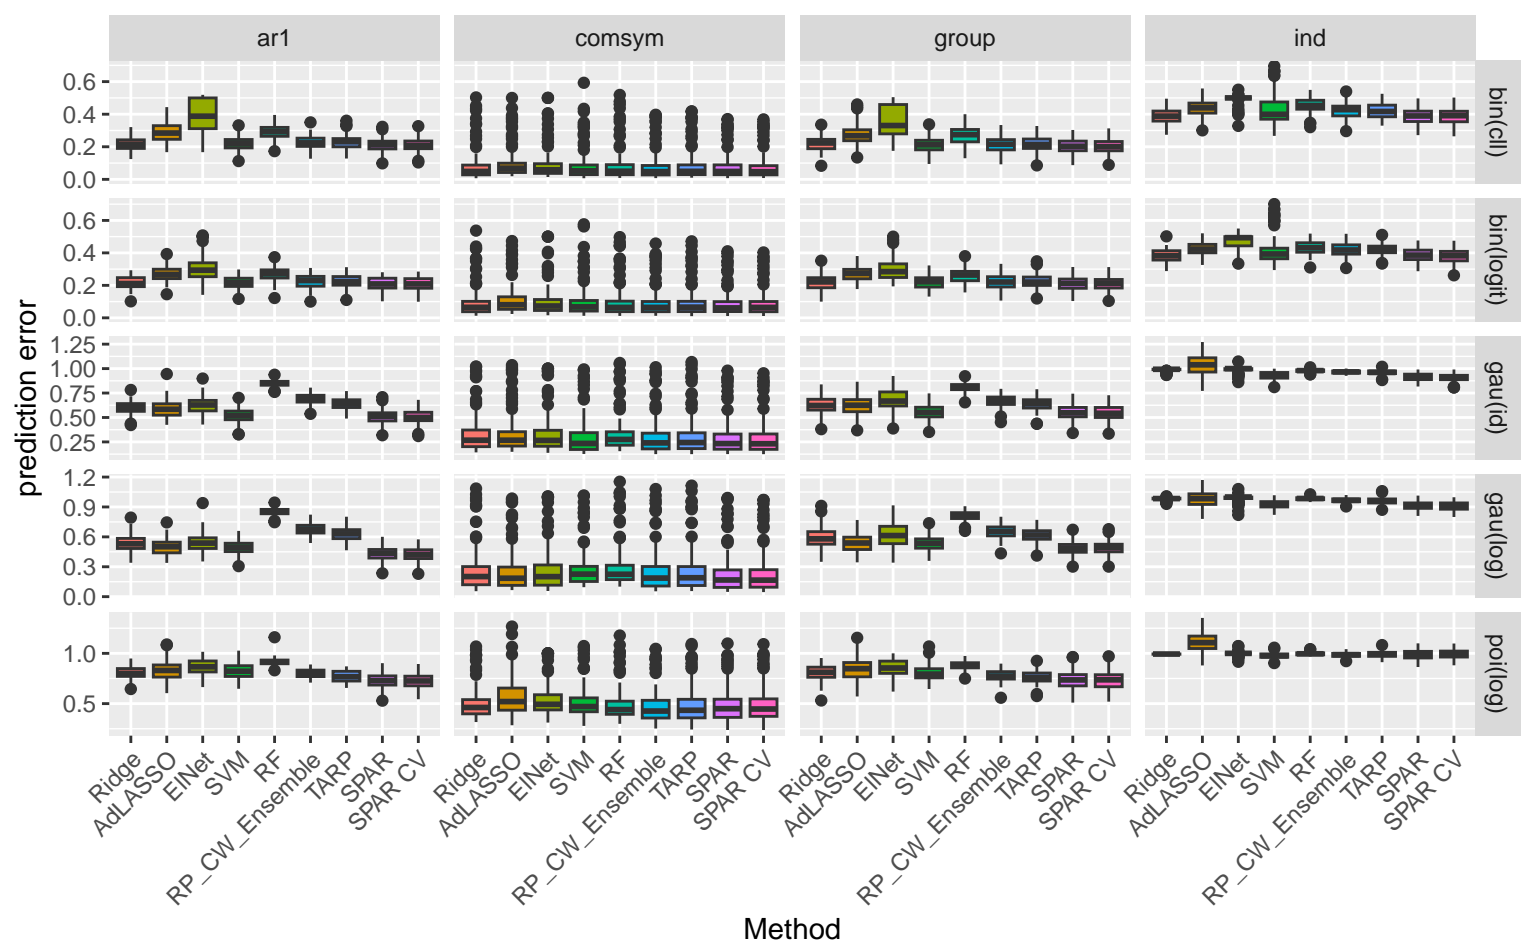 ar1 comsym group ind
0.6
0.4
0.2
0.0
bin(cll)
0.6
0.4
0.2
0.0
bin(logit)
1.25
1.00
0.75
0.50
0.25
gau(id)
1.2
0.9
0.6
0.3
0.0
gau(log)
1.0
0.5
poi(log)
prediction error
Ridge AdLASSO ElNet SVM RF RP_CW_Ensemble TARP SPAR SPAR CV
Ridge AdLASSO ElNet SVM RF RP_CW_Ensemble TARP SPAR SPAR CV
Ridge AdLASSO ElNet SVM RF RP_CW_Ensemble TARP SPAR SPAR CV
Ridge AdLASSO ElNet SVM RF RP_CW_Ensemble TARP SPAR SPAR CV
Method